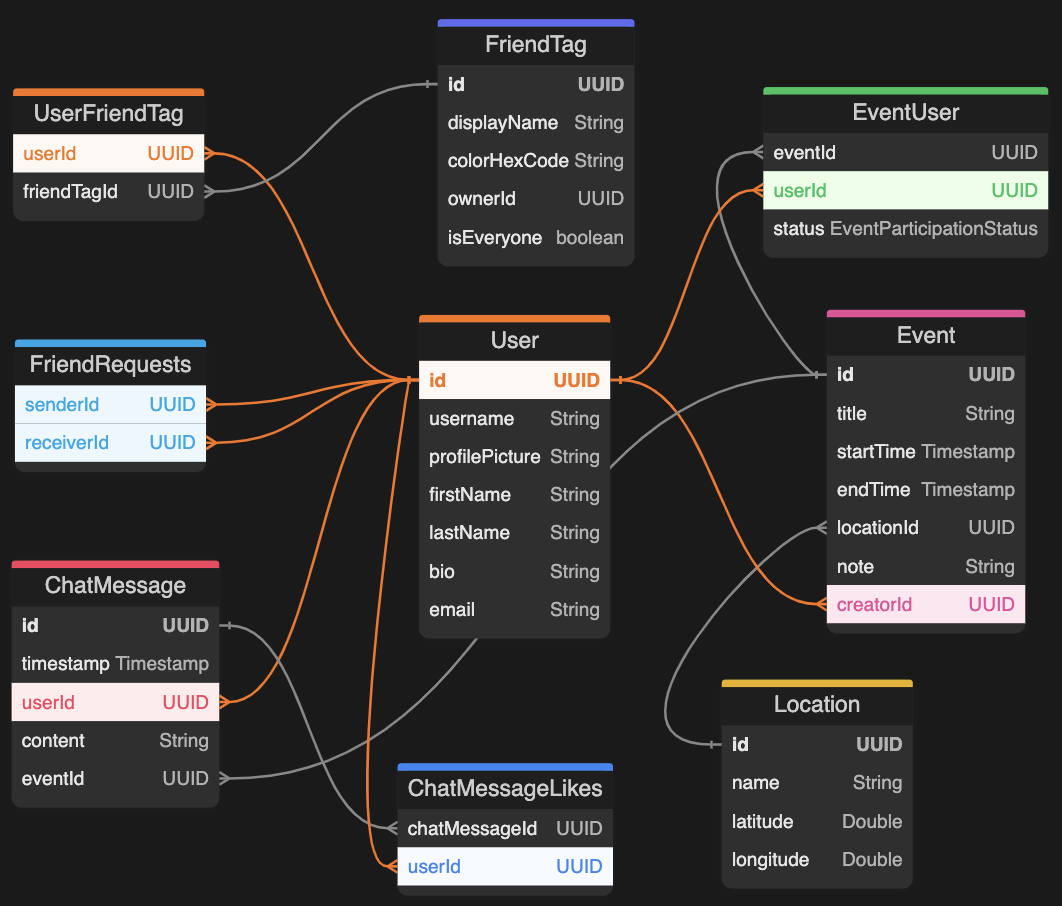 FriendTag
id UUID
displayName String
colorHexCode String
ownerId UUID
isEveryone boolean
UserFriendTag
userId UUID
friendTagId UUID
EventUser
eventId UUID
userId UUID
status EventParticipationStatus
User
id UUID
username String
profilePicture String
firstName String
lastName String
bio String
email String
FriendRequests
senderId UUID
receiverId UUID
Event
id UUID
title String
startTime Timestamp
endTime Timestamp
locationId UUID
note String
creatorId UUID
ChatMessage
id UUID
timestamp Timestamp
userId UUID
content String
eventId UUID
ChatMessageLikes
chatMessageId UUID
userId UUID
Location
id UUID
name String
latitude Double
longitude Double